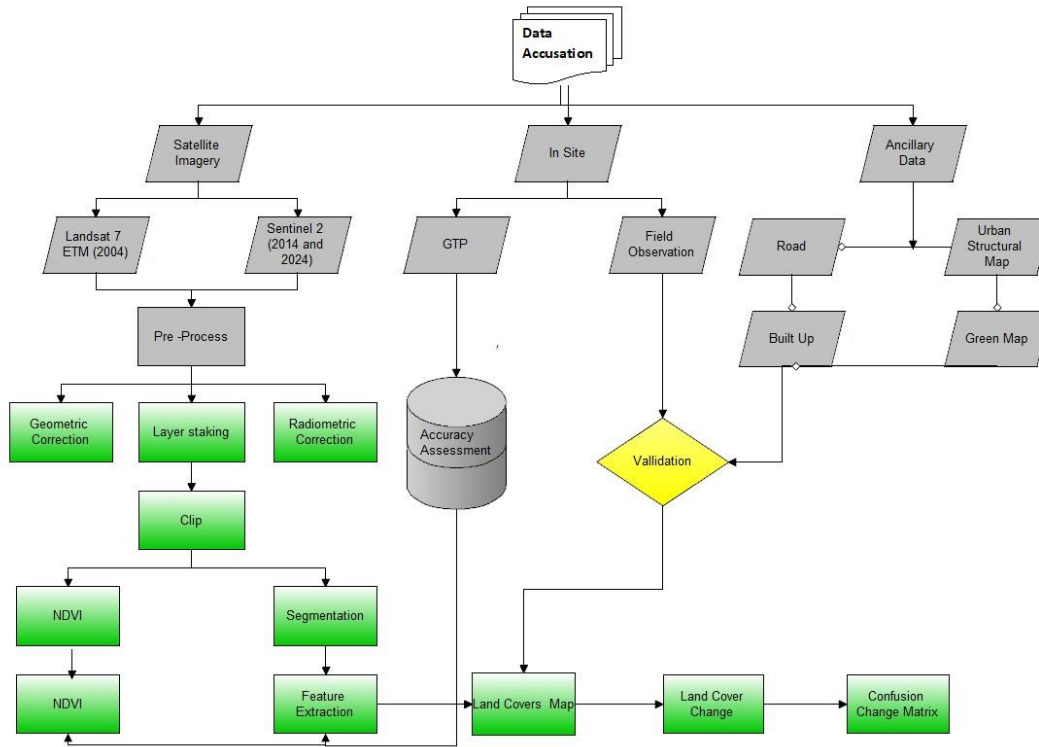 Data
Accusation
Satellite
Imagery
In Site
Ancillary
Data
Landsat 7
ETM (2004)
Sentinel 2
(2014 and
2024)
GTP
Field
Observation
Road
Urban
Structural
Map
Pre -Process
Built Up
Green Map
Geometric
Correction
Layer staking
Radiometric
Correction
Accuracy
Assessment
Vallidation
Clip
NDVI
Segmentation
NDVI
Feature
Extraction
Land Covers Map
Land Cover
Change
Confusion
Change Matrix